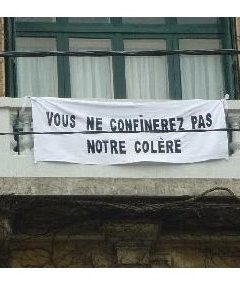 VOUS NE CONFINEREZ PAS
NOTRE COLÈRE